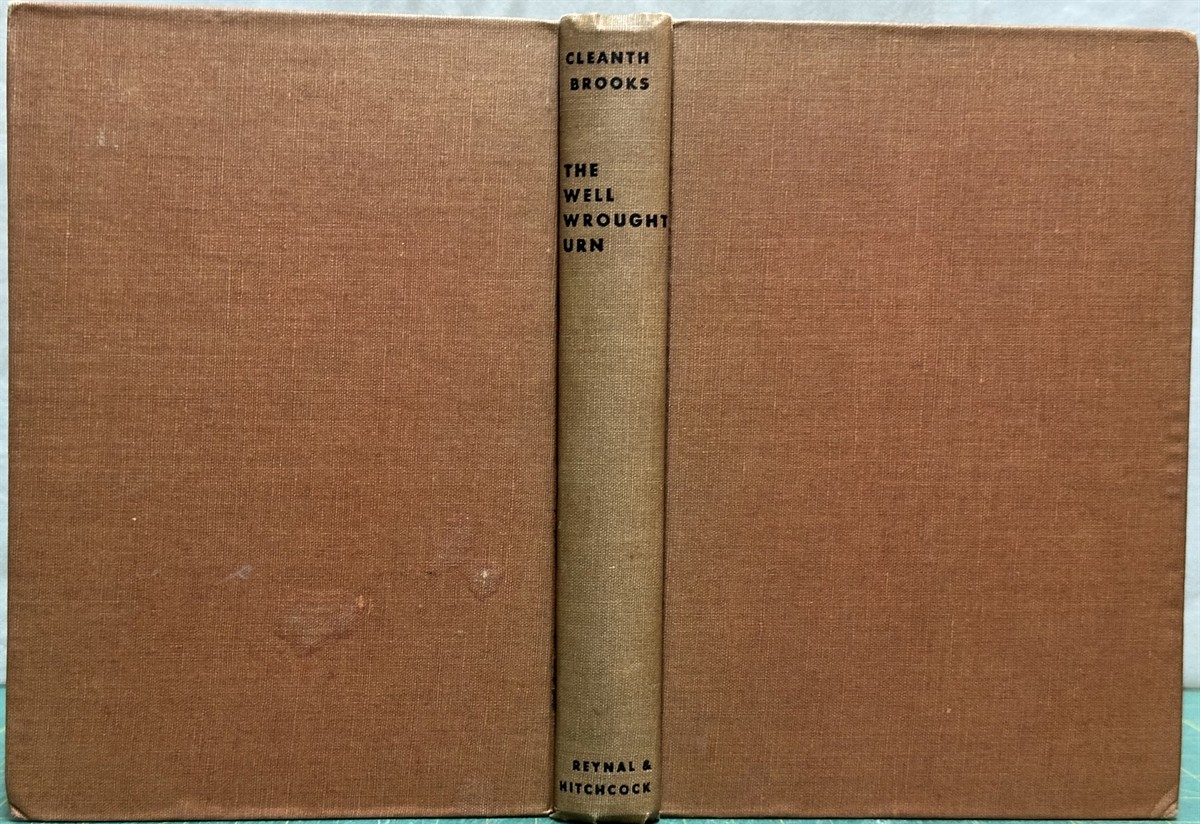 CLEANTH
BROOKS
THE
WELL
WROUGHT
URN
REYNAL &
HITCHCOCK